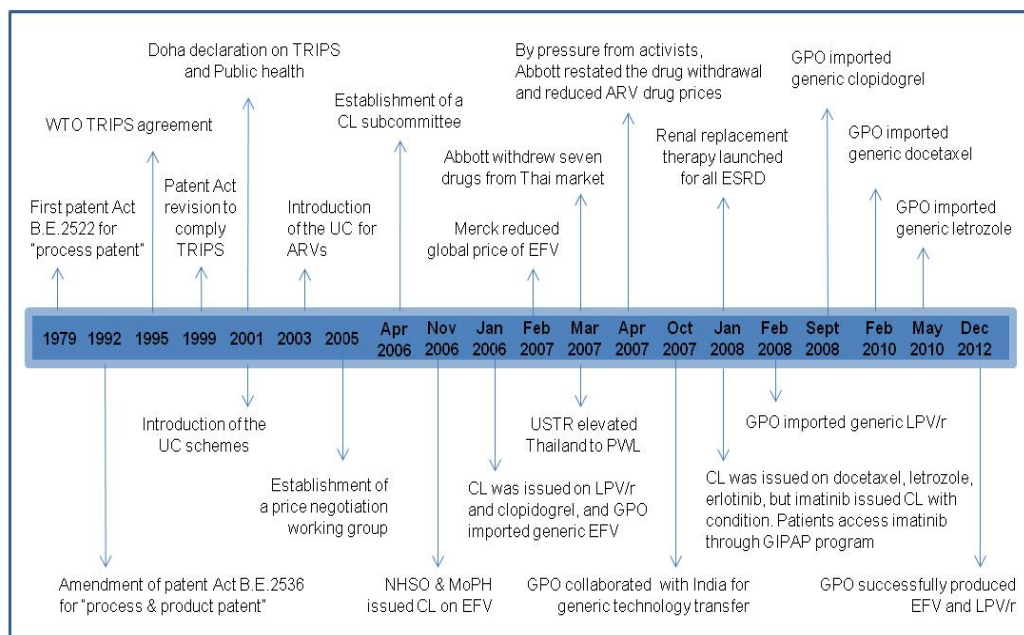 Doha declaration on TRIPS
and Public health
By pressure from activists,
Abbott restated the drug withdrawal
and reduced ARV drug prices
GPO imported
generic clopidogrel
WTO TRIPS agreement
Establishment of a
CL subcommittee
Abbott withdrew seven
drugs from Thai market
Renal replacement
therapy launched
for all ESRD
GPO imported
generic docetaxel
First patent Act
B.E.2522 for
"process patent"
Patent Act
revision to
comply
TRIPS
Introduction
of the UC for
ARVs
Merck reduced
global price of EFV
GPO imported
generic letrozole
1979
1992
1995
1999
2001
2003
2005
Apr
2006
Nov
2006
Jan
2006
Feb
2007
Mar
2007
Apr
2007
Oct
2007
Jan
2008
Feb
2008
Sept
2008
Feb
2010
May
2010
Dec
2012
Introduction of the
UC schemes
USTR elevated
Thailand to PWL
GPO imported generic LPV/r
Establishment of
a price negotiation
working group
CL was issued on LPV/r
and clopidogrel, and GPO
imported generic EFV
CL was issued on docetaxel, letrozole,
erlotinib, but imatinib issued CL with
condition. Patients access imatinib
through GIPAP program
Amendment of patent Act B.E.2536
for "process & product patent"
NHSO & MoPH
issued CL on EFV
GPO collaborated with India for
generic technology transfer
GPO successfully produced
EFV and LPV/r